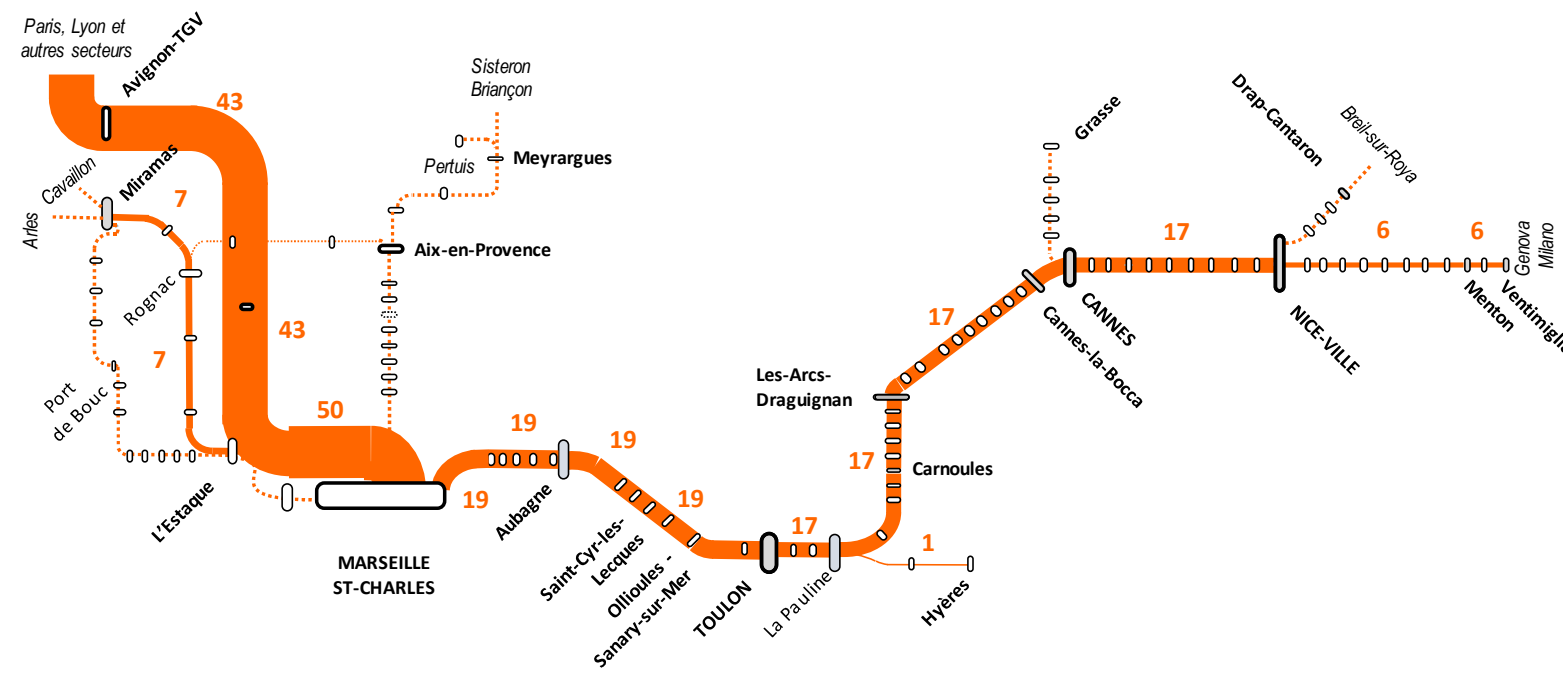 Paris, Lyon et
autres secteurs
Avignon-TGV
43
Sisteron
Briançon
Meyrargues
Pertuis
Cavaillon
Miramas
Arles
7
Aix-en-Provence
Rognac
43
7
Port
de Bouc
50
L'Estaque
MARSEILLE
ST-CHARLES
19
19
Aubagne
19
19
Saint-Cyr-les-
Lecques
Ollioules -
Sanary-sur-Mer
TOULON
17
La Pauline
1
Hyères
Carnoules
17
Les-Arcs-
Draguignan
17
Cannes-la-Bocca
CANNES
Grasse
17
NICE-VILLE
Drap-Cantaron
Breil-sur-Roya
6
6
Menton
Genova
Milano